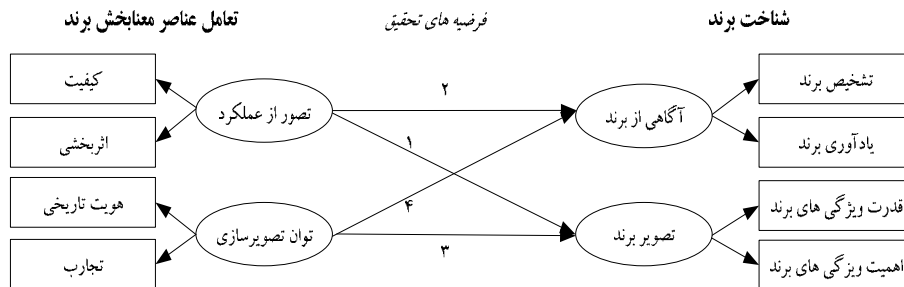 شناخت برند
فرضیه های تحقیق
تعامل عناصر معنابخش برند
تشخیص برند
یادآوری برند
قدرت ویژگی های برند
اهمیت ویژگی های برند
آگاهی از برند
تصویر برند
۲
۱
۴
۳
تصور از عملکرد
توان تصویرسازی
کیفیت
اثربخشی
هویت تاریخی
تجارب